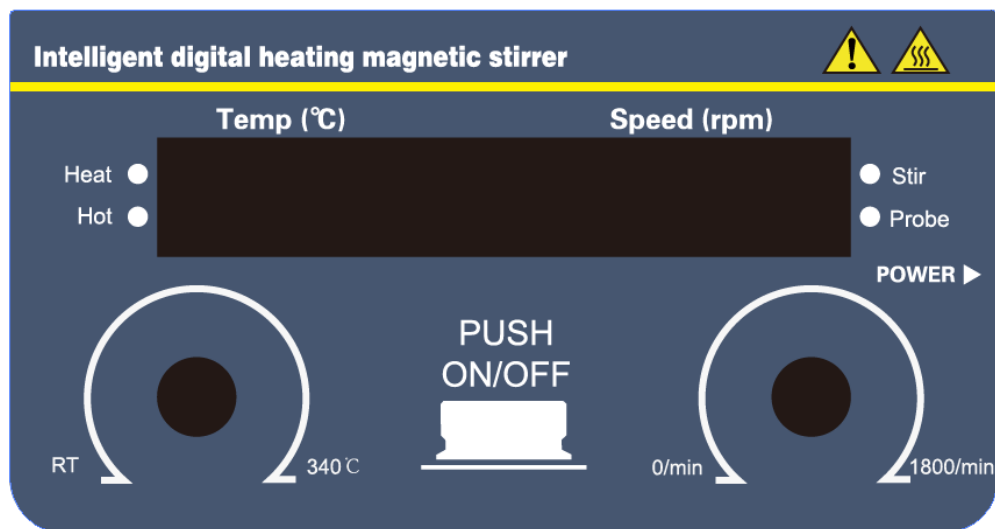 Intelligent digital heating magnetic stirrer
Temp (℃)
Speed (rpm)
Heat
Stir
Hot
Probe
POWER
PUSH
ON/OFF
RT
340℃
0/min
1800/min